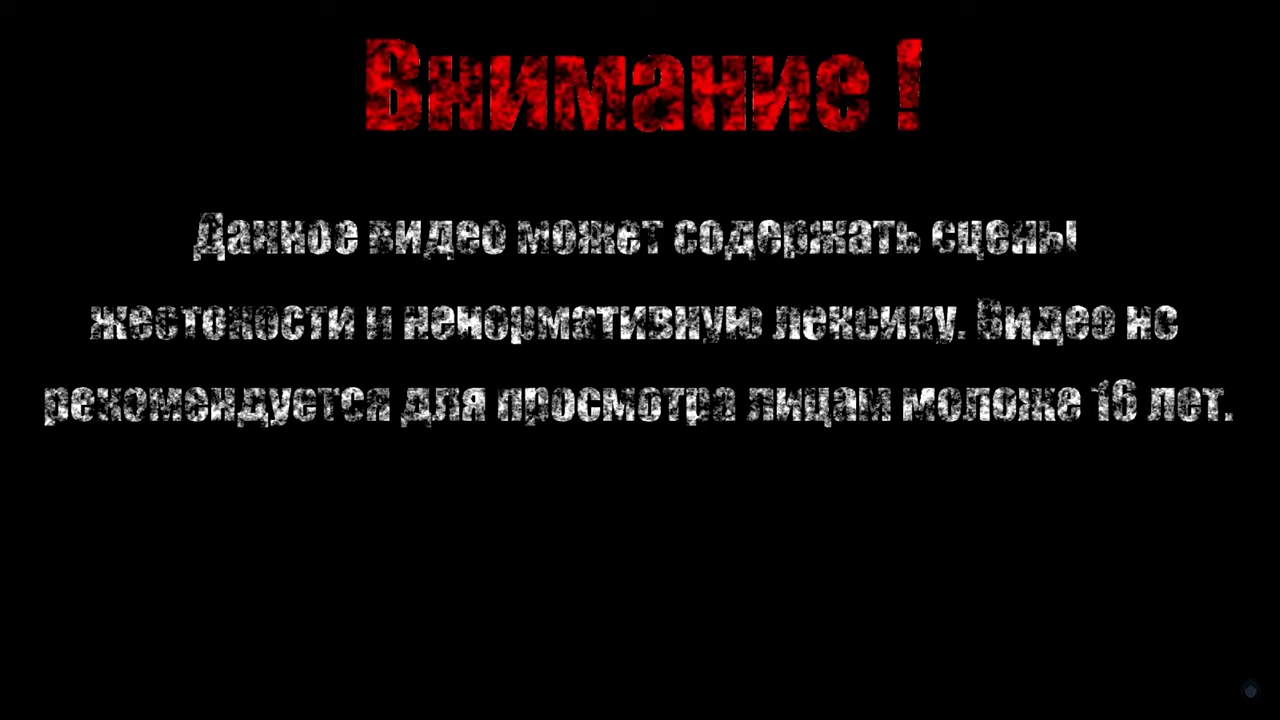 Внимание !
Данное видео может содержать сцены
жестокости и ненормативную лексику. Видео не
рекомендуется для просмотра лицам моложе 16 лет.